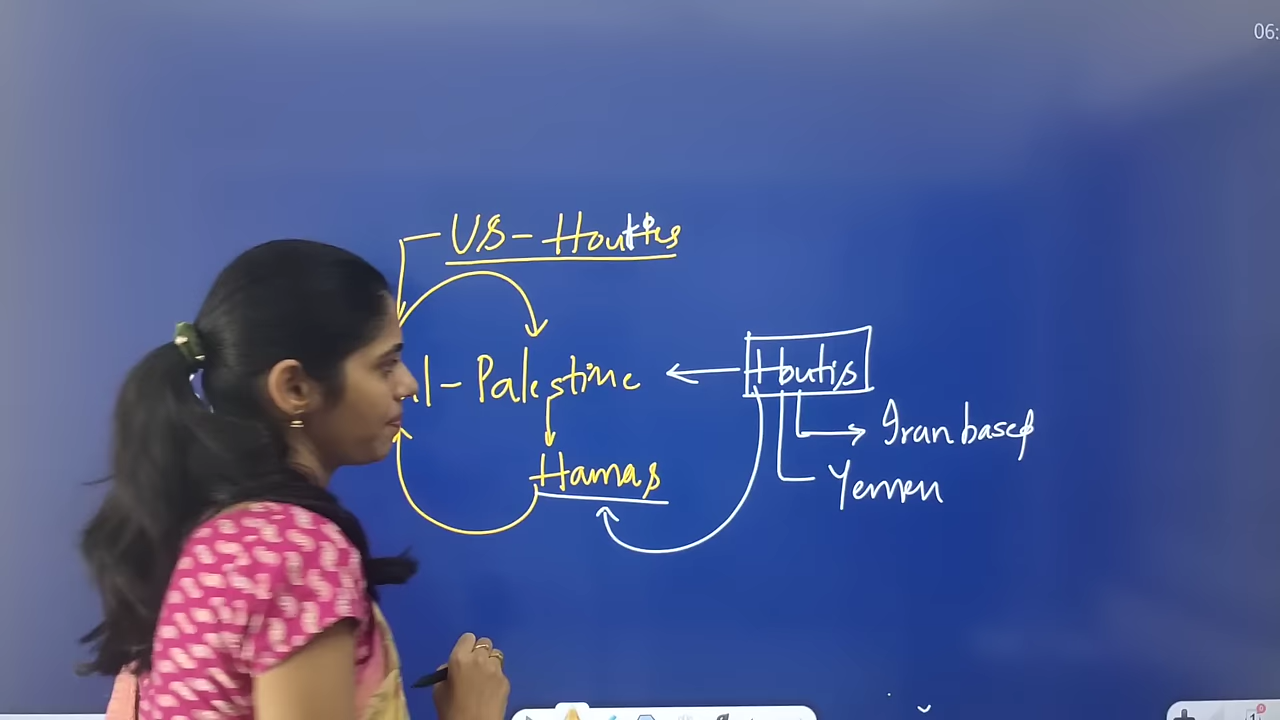 06:
US - Houthis
l - Palestine
Houtis
Iran based
Hamas
Yemen